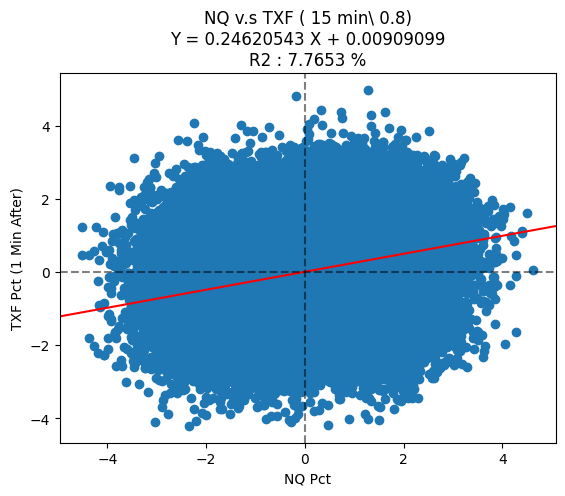 NQ v.s TXF ( 15 min\ 0.8)
Y = 0.24620543 X + 0.00909099
R2 : 7.7653 %
TXF Pct (1 Min After)
4
2
0
−2
−4
−4
−2
0
2
4
NQ Pct